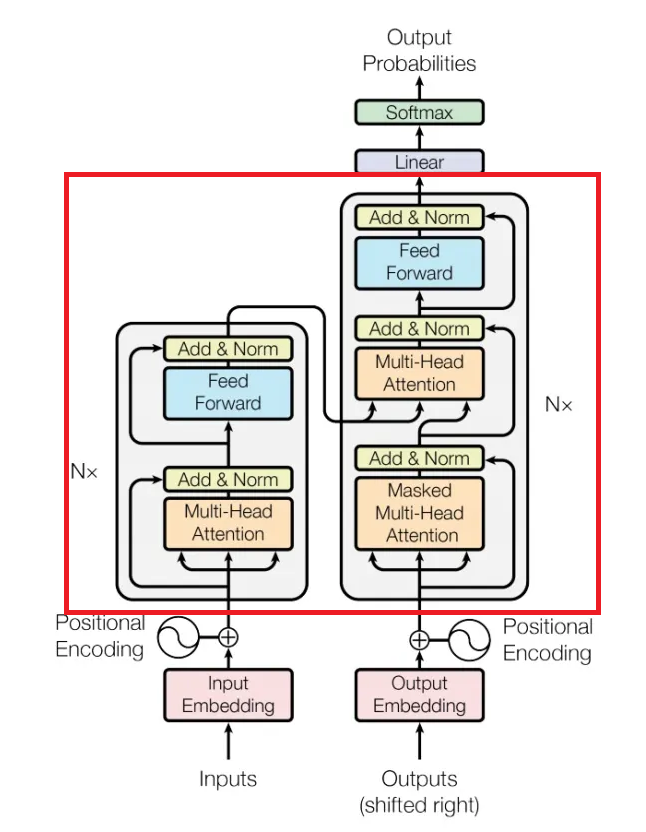 Output
Probabilities
Softmax
Linear
Add & Norm
Feed
Forward
Add & Norm
Multi-Head
Attention
Add & Norm
Masked
Multi-Head
Attention
Nx
Add & Norm
Feed
Forward
Add & Norm
Multi-Head
Attention
Nx
Positional
Encoding
Positional
Encoding
Input
Embedding
Output
Embedding
Inputs
Outputs
(shifted right)